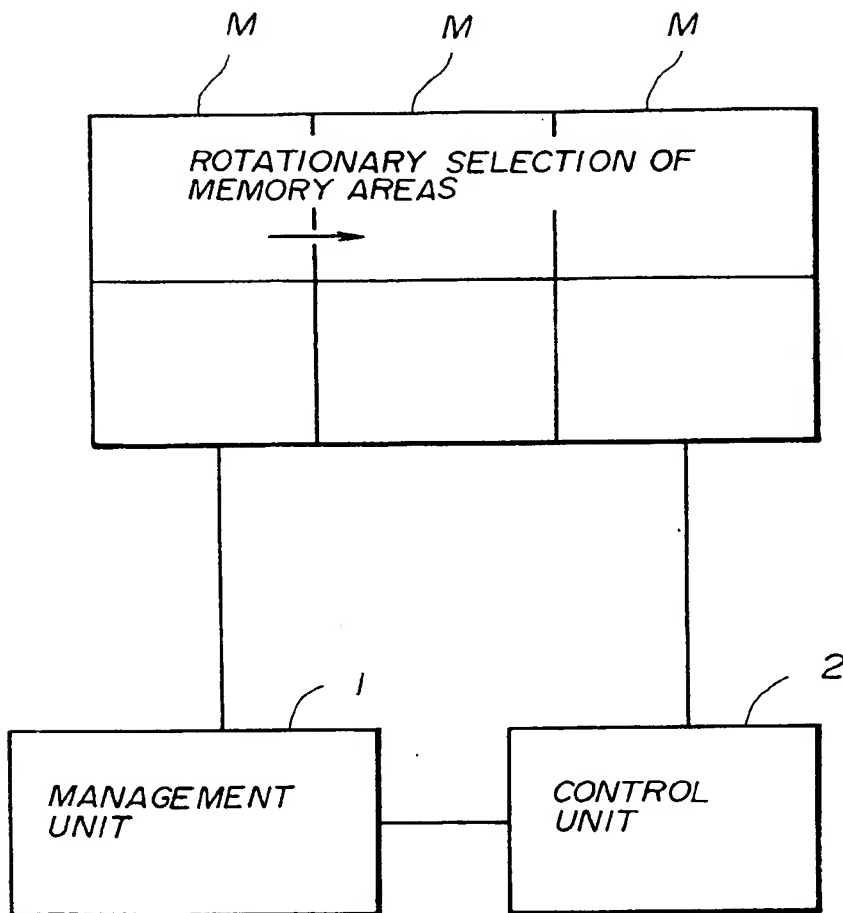 M M M
ROTATIONARY SELECTION OF
MEMORY AREAS
1 2
MANAGEMENT
UNIT
CONTROL
UNIT